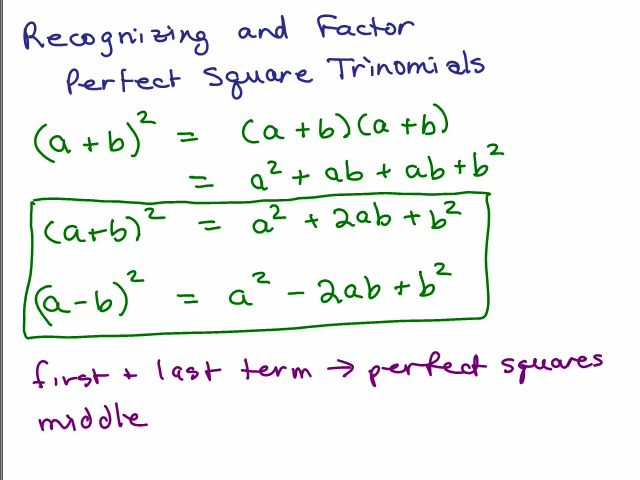 Recognizing and Factor
Perfect Square Trinomials
(a + b)² = (a + b)(a + b)
= a² + ab + ab + b²
(a+b)² = a² + 2ab + b²
(a - b)² = a² - 2ab + b²
first + last term → perfect squares
middle